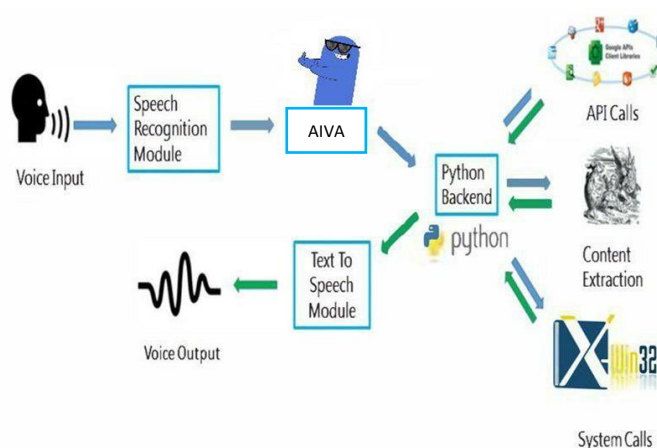 Google APIs
Client Libraries
API Calls
Speech
Recognition
Module
AIVA
Voice Input
Python
Backend
python
Content
Extraction
Text To
Speech
Module
Voice Output
X-Win32
System Calls